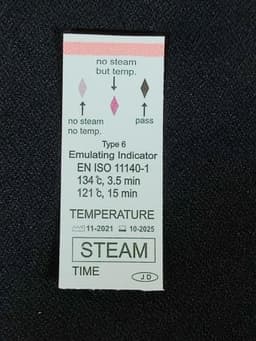 no steam
but temp.
no steam
no temp.
pass
Type 6
Emulating Indicator
EN ISO 11140-1
134 ℃, 3.5 min
121 ℃, 15 min
TEMPERATURE
11-2021 10-2025
STEAM
TIME
JD